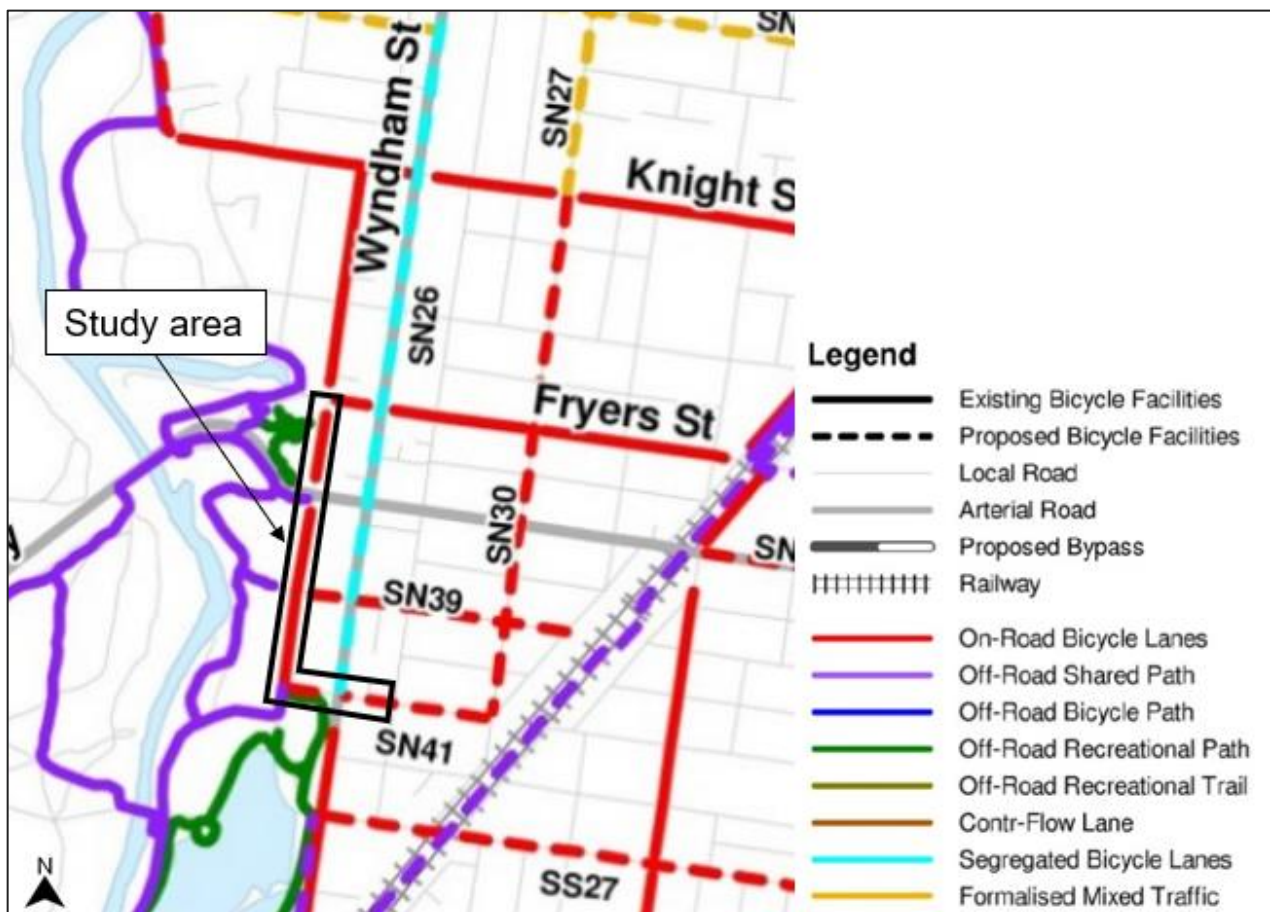 Wyndham St
SN27
SN
Knight S
SN26
Study area
Fryers St
SN30
SN
y
SN39
SN41
SS27
N
Legend
Existing Bicycle Facilities
Proposed Bicycle Facilities
Local Road
Arterial Road
Proposed Bypass
Railway
On-Road Bicycle Lanes
Off-Road Shared Path
Off-Road Bicycle Path
Off-Road Recreational Path
Off-Road Recreational Trail
Contr-Flow Lane
Segregated Bicycle Lanes
Formalised Mixed Traffic